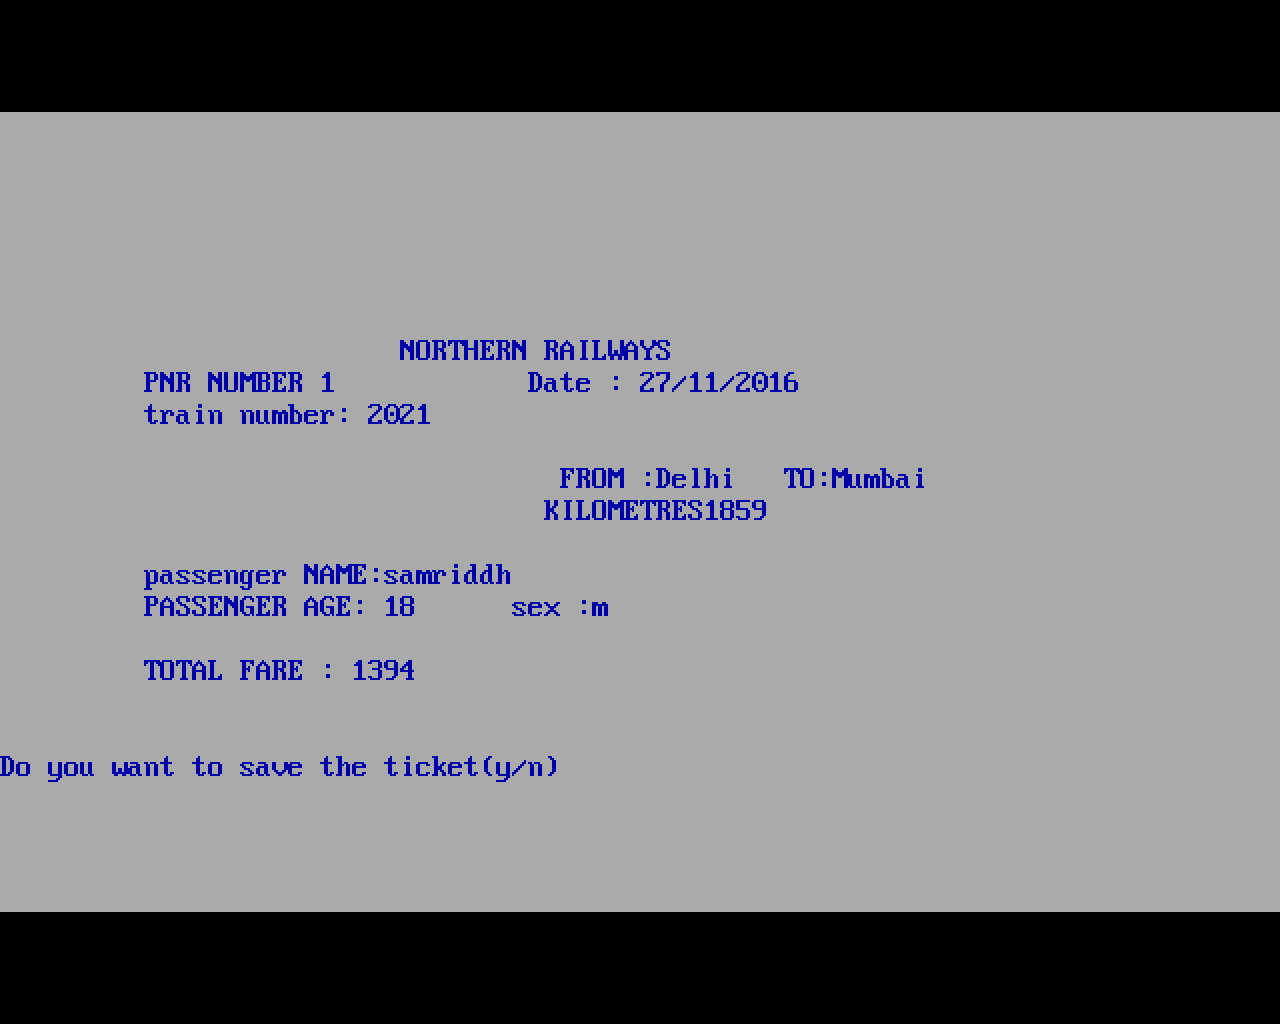 NORTHERN RAILWAYS
PNR NUMBER 1 Date : 27/11/2016
train number: 2021
FROM :Delhi TO:Mumbai
KILOMETRES1859
passenger NAME:samriddh
PASSENGER AGE: 18 sex :m
TOTAL FARE : 1394
Do you want to save the ticket(y/n)